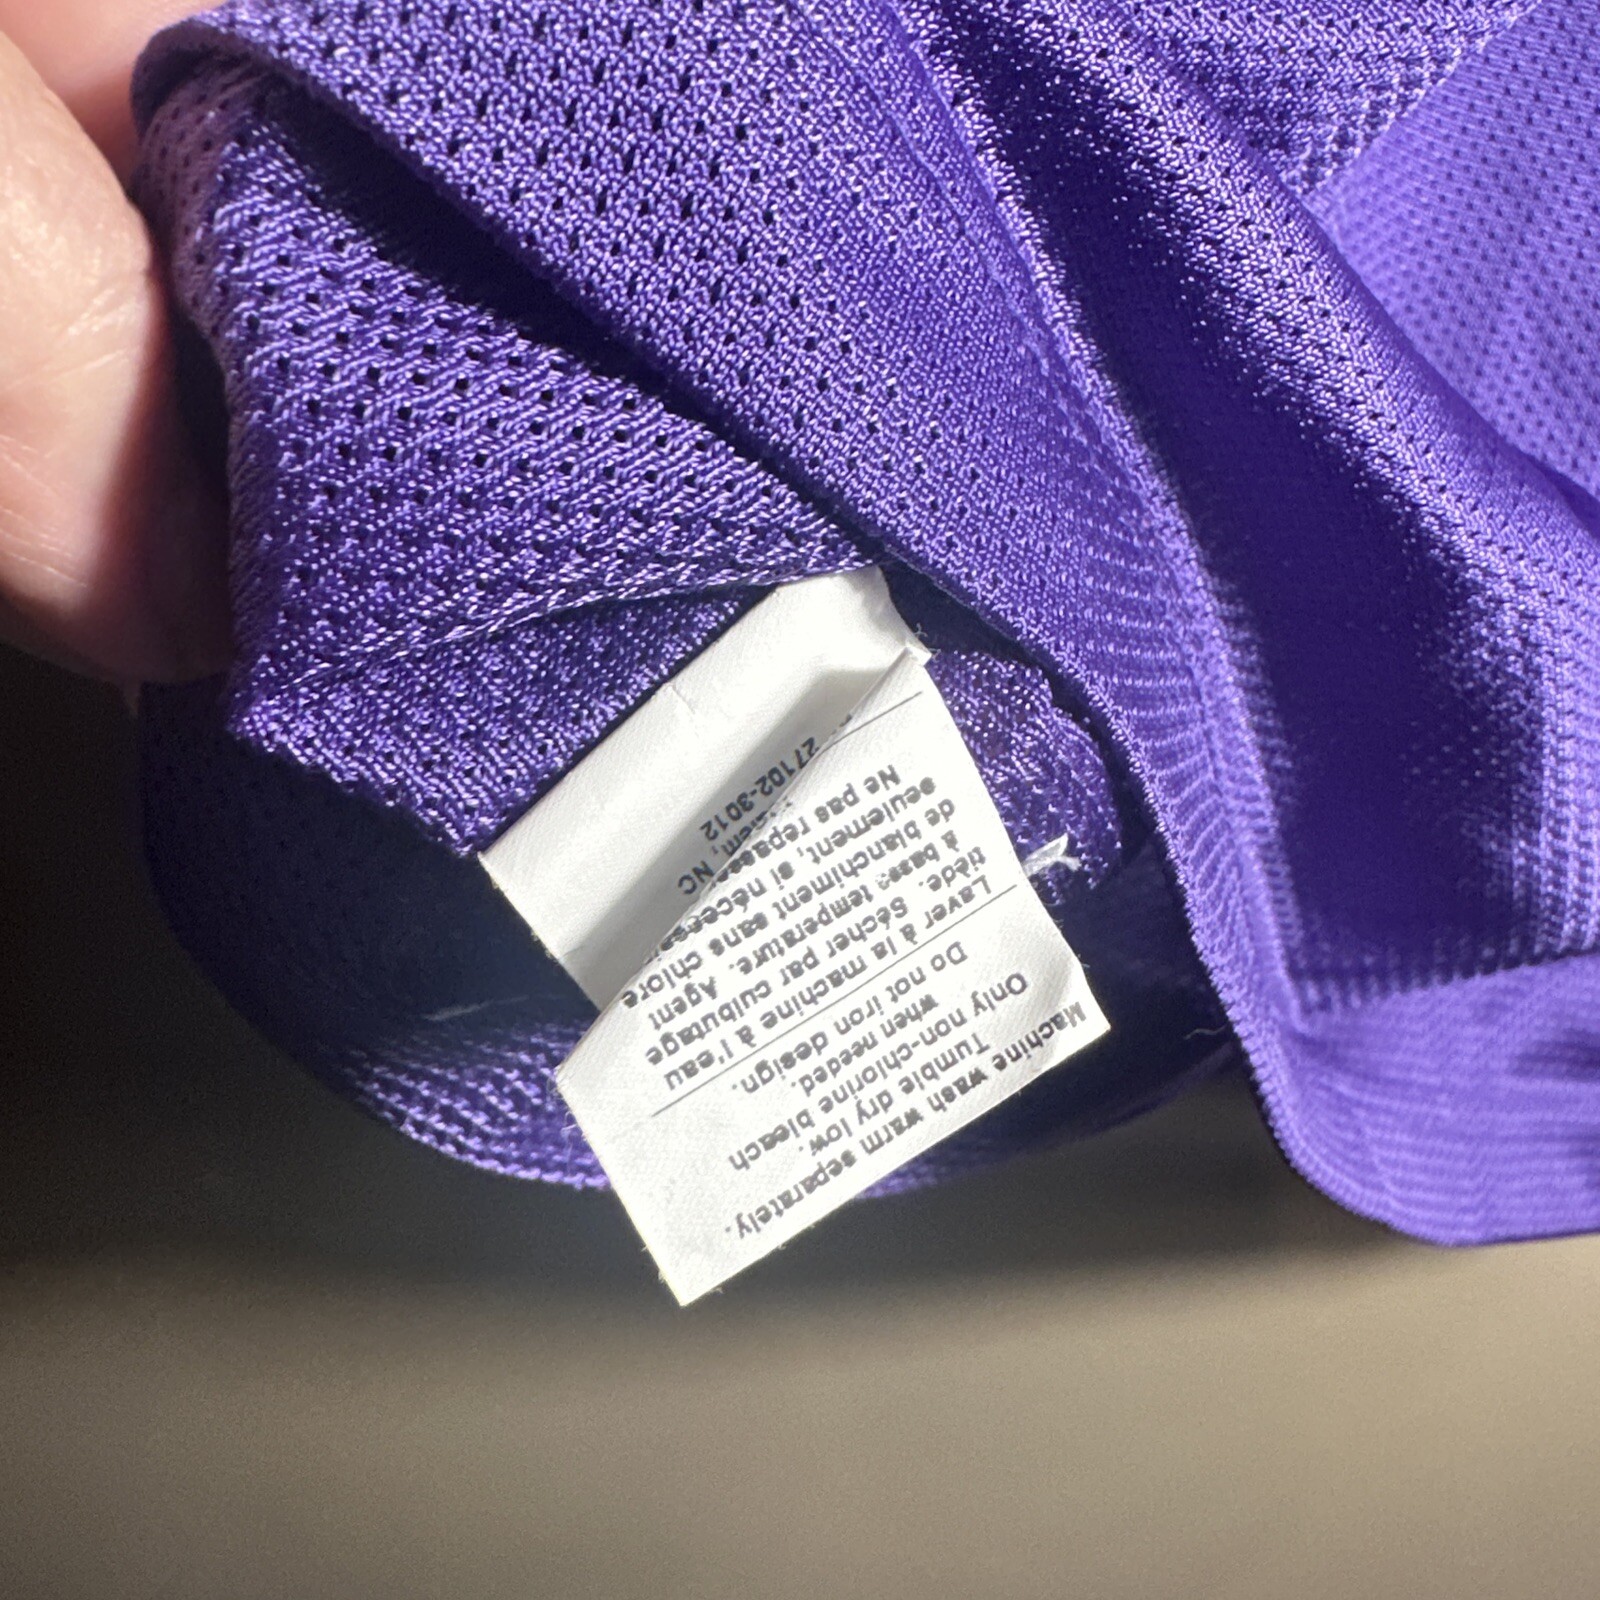 Machine wash warm separately.
Tumble dry low.
Only non-chlorine bleach
when needed.
Do not iron design.
Laver à la machine à l'eau
tiède. Sécher par culbutage
à basse température. Agent
de blanchiment sans chlore
seulement, si
Ne pas
NC
27102-3012